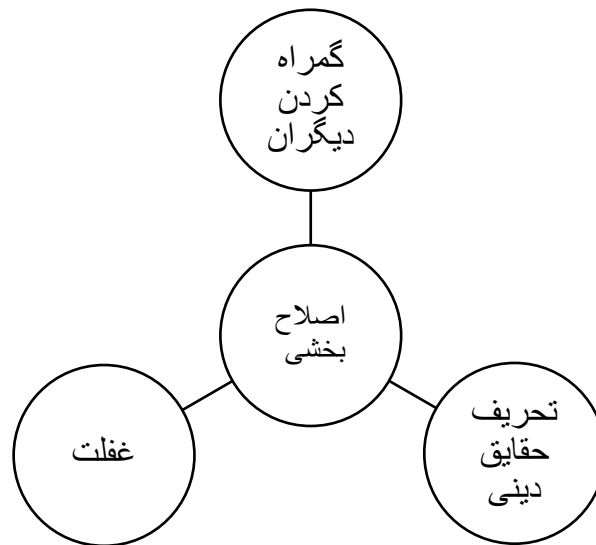 گمراه
کردن
دیگران
اصلاح
بخشی
تحریف
حقایق
دینی
غفلت